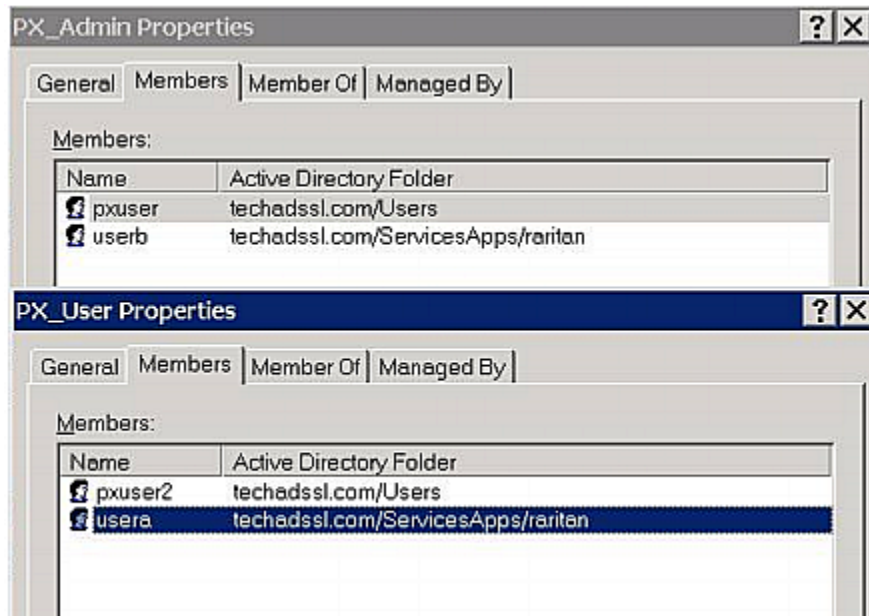 PX_Admin Properties
General Members Member Of Managed By
Members:
Name Active Directory Folder
pxuser techadssl.com/Users
userb techadssl.com/ServicesApps/raritan
PX_User Properties
General Members Member Of Managed By
Members:
Name Active Directory Folder
pxuser2 techadssl.com/Users
usera techadssl.com/ServicesApps/raritan